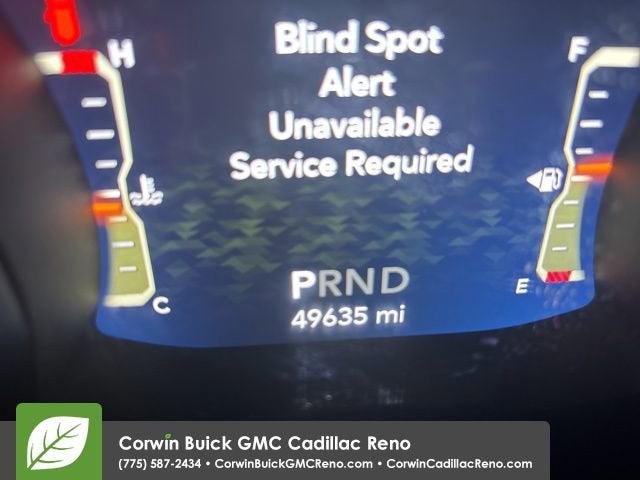 H
Blind Spot
F
Alert
Unavailable
Service Required
PRND
E
C
49635 mi
Corwin Buick GMC Cadillac Reno
(775) 587-2434 • CorwinBuickGMCReno.com • CorwinCadillacReno.com